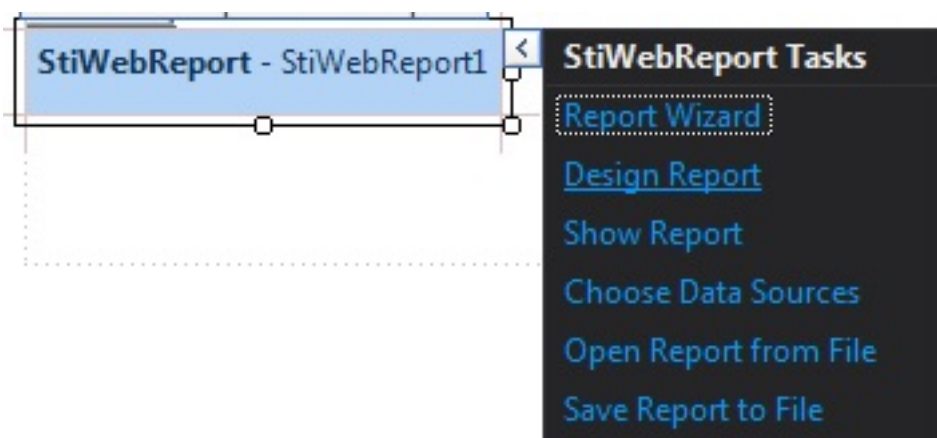 StiWebReport - StiWebReport1
StiWebReport Tasks
Report Wizard
Design Report
Show Report
Choose Data Sources
Open Report from File
Save Report to File